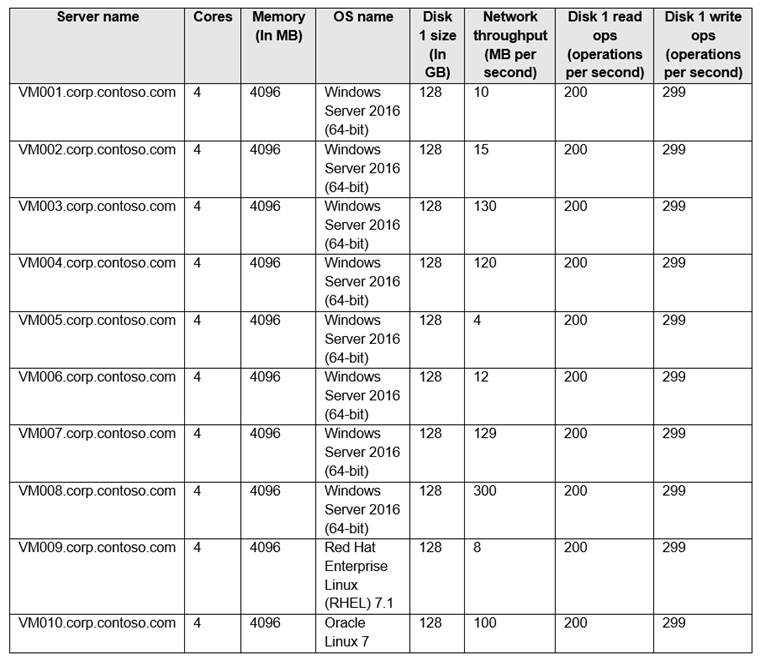 Server name Cores Memory (In MB) OS name Disk 1 size (In GB) Network throughput (MB per second) Disk 1 read ops (operations per second) Disk 1 write ops (operations per second)
VM001.corp.contoso.com 4 4096 Windows Server 2016 (64-bit) 128 10 200 299
VM002.corp.contoso.com 4 4096 Windows Server 2016 (64-bit) 128 15 200 299
VM003.corp.contoso.com 4 4096 Windows Server 2016 (64-bit) 128 130 200 299
VM004.corp.contoso.com 4 4096 Windows Server 2016 (64-bit) 128 120 200 299
VM005.corp.contoso.com 4 4096 Windows Server 2016 (64-bit) 128 4 200 299
VM006.corp.contoso.com 4 4096 Windows Server 2016 (64-bit) 128 12 200 299
VM007.corp.contoso.com 4 4096 Windows Server 2016 (64-bit) 128 129 200 299
VM008.corp.contoso.com 4 4096 Windows Server 2016 (64-bit) 128 300 200 299
VM009.corp.contoso.com 4 4096 Red Hat Enterprise Linux (RHEL) 7.1 128 8 200 299
VM010.corp.contoso.com 4 4096 Oracle Linux 7 128 100 200 299